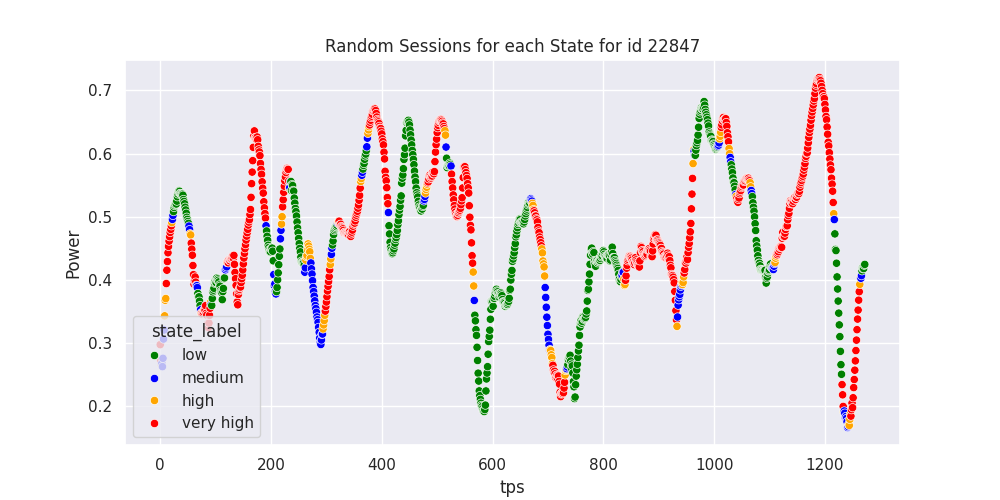 Random Sessions for each State for id 22847
Power
0.7
0.6
0.5
0.4
0.3
0.2
state_label
low
medium
high
very high
0 200 400 600 800 1000 1200
tps